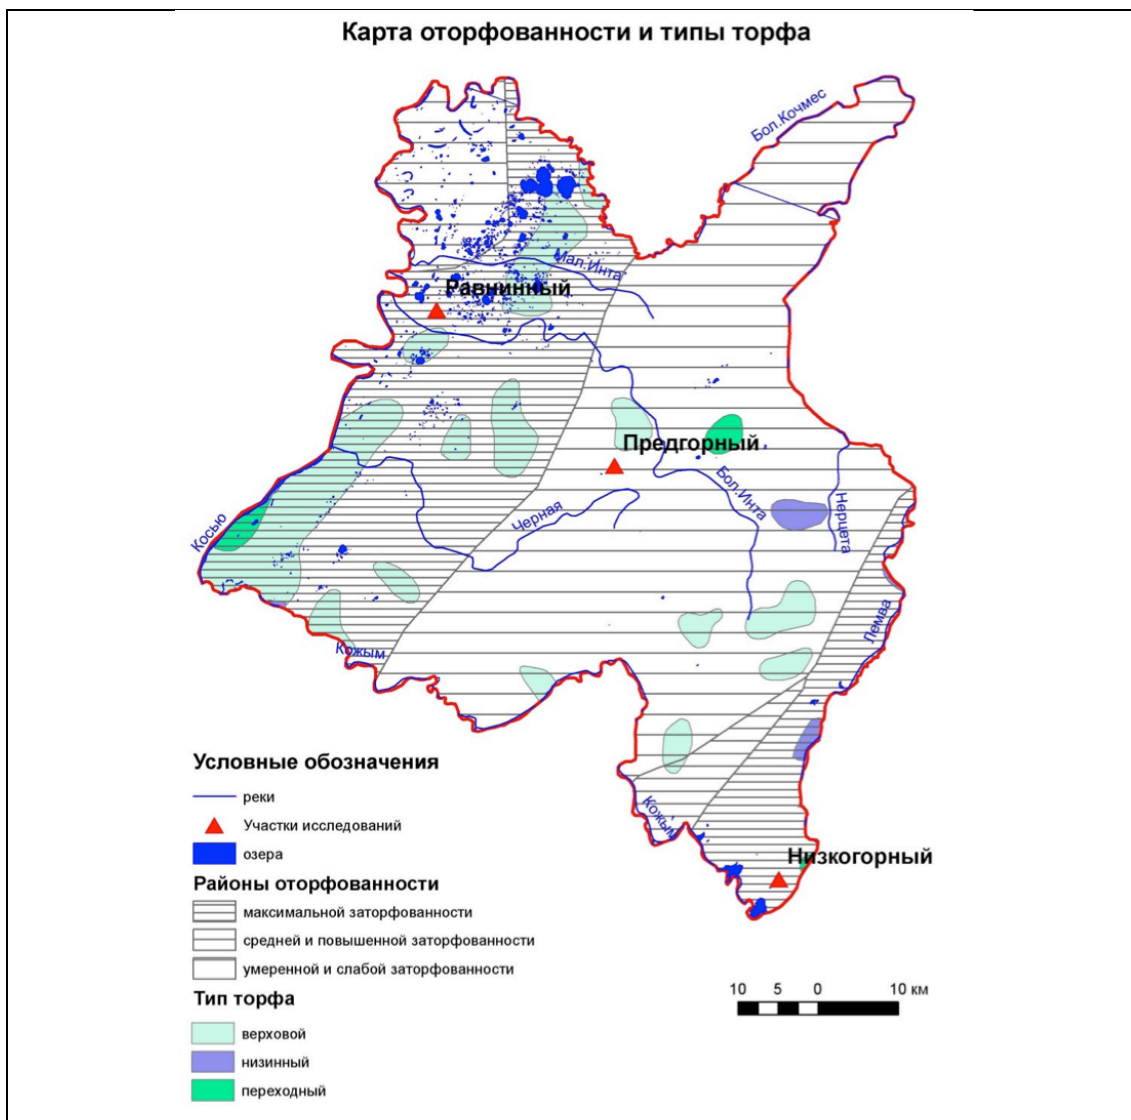 Карта оторфованности и типы торфа
Бол.Кочмес
Мал.Инта
Равнинный
Предгорный
Бол.Инта
Нерцета
Черная
Косью
Лемва
Кожым
Кожым
Низкогорный
Условные обозначения
реки
Участки исследований
озера
Районы оторфованности
максимальной заторфованности
средней и повышенной заторфованности
умеренной и слабой заторфованности
Тип торфа
верховой
низинный
переходный
10 5 0 10 км